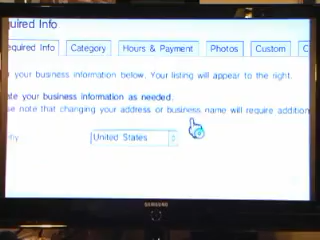 quired Info
equired Info Category Hours & Payment Photos Custom C
your business information below. Your listing will appear to the right.
ate your business information as needed.
se note that changing your address or business name will require addition
United States
SAMSUNG